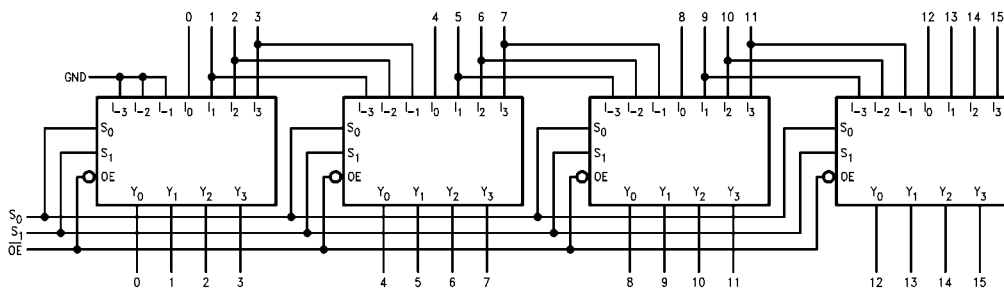 0 1 2 3 4 5 6 7 8 9 10 11 12 13 14 15
GND
I-3 I-2 I-1 I0 I1 I2 I3 I-3 I-2 I-1 I0 I1 I2 I3 I-3 I-2 I-1 I0 I1 I2 I3 I-3 I-2 I-1 I0 I1 I2 I3
S0 S0 S0 S0
S1 S1 S1 S1
OE OE OE OE
Y0 Y1 Y2 Y3 Y0 Y1 Y2 Y3 Y0 Y1 Y2 Y3 Y0 Y1 Y2 Y3
S0
S1
OE
0 1 2 3 4 5 6 7 8 9 10 11 12 13 14 15